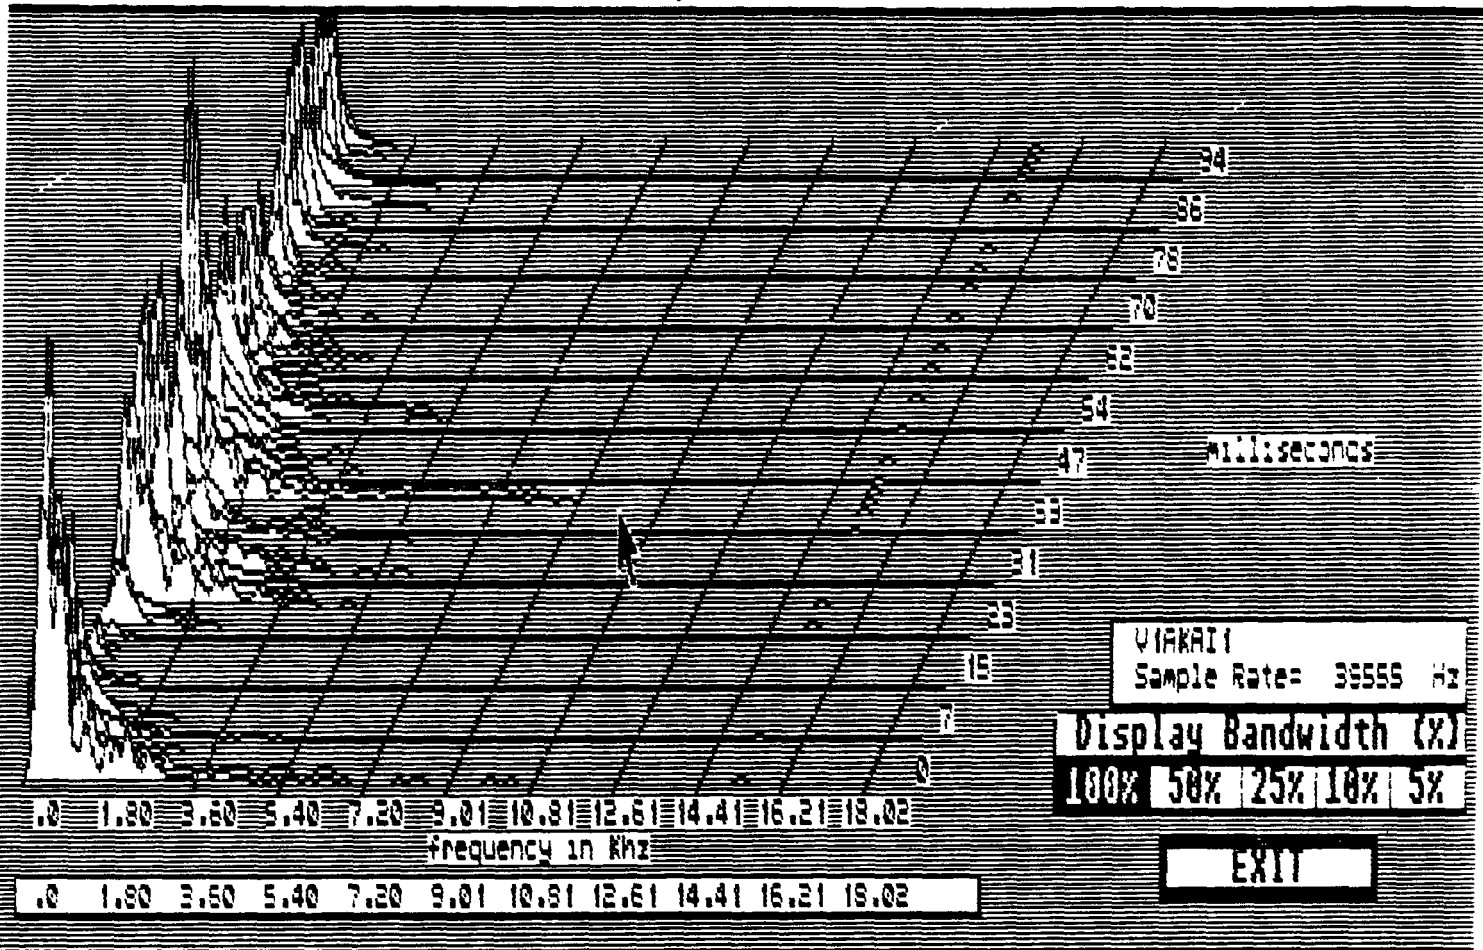 94
86
78
70
62
54
47
39
milliseconds
31
23
15
7
0
V1AKAI1
Sample Rate= 39555 Hz
Display Bandwidth (%)
100% 50% 25% 10% 5%
.0 1.80 3.60 5.40 7.20 9.01 10.81 12.61 14.41 16.21 18.02
frequency in Khz
EXIT
.0 1.80 3.60 5.40 7.20 9.01 10.81 12.61 14.41 16.21 18.02